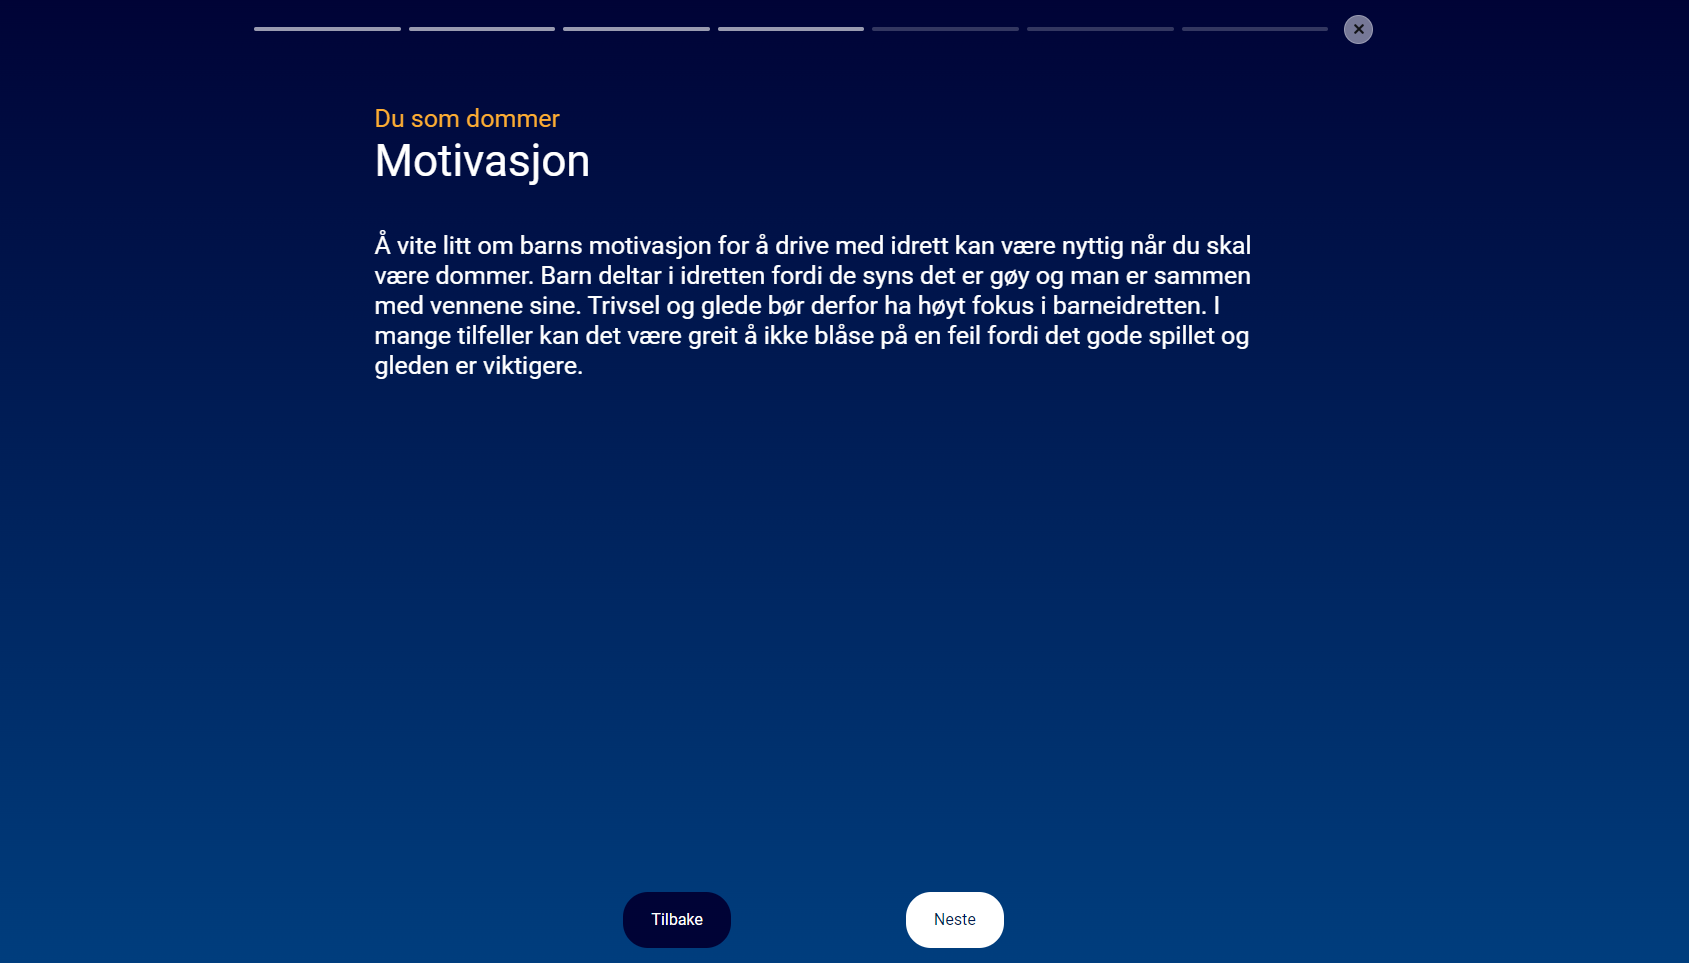 Du som dommer
Motivasjon
Å vite litt om barns motivasjon for å drive med idrett kan være nyttig når du skal
være dommer. Barn deltar i idretten fordi de syns det er gøy og man er sammen
med vennene sine. Trivsel og glede bør derfor ha høyt fokus i barneidretten. I
mange tilfeller kan det være greit å ikke blåse på en feil fordi det gode spillet og
gleden er viktigere.
Tilbake
Neste